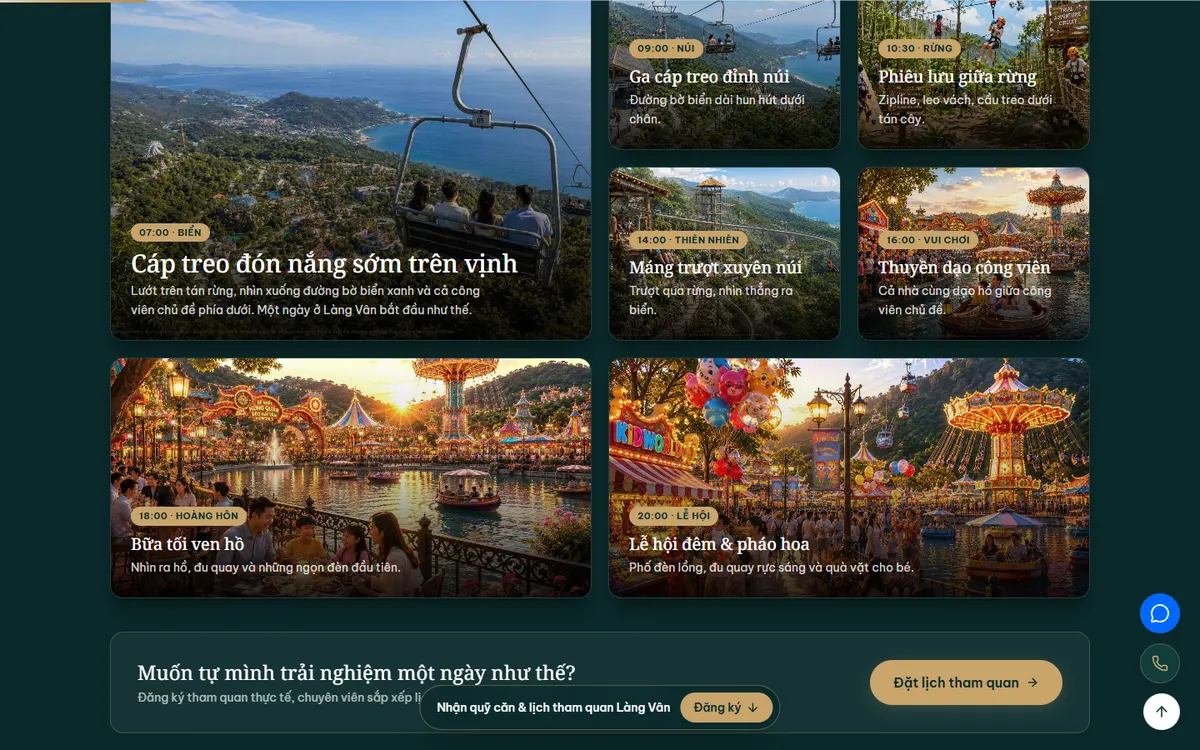 07:00 · BIỂN
Cáp treo đón nắng sớm trên vịnh
Lướt trên tán rừng, nhìn xuống đường bờ biển xanh và cả công
viên chủ đề phía dưới. Một ngày ở Làng Vân bắt đầu như thế.
09:00 · NÚI
Ga cáp treo đỉnh núi
Đường bờ biển dài hun hút dưới
chân.
10:30 · RỪNG
Phiêu lưu giữa rừng
Zipline, leo vách, cầu treo dưới
tán cây.
14:00 · THIÊN NHIÊN
Máng trượt xuyên núi
Trượt qua rừng, nhìn thẳng ra
biển.
16:00 · VUI CHƠI
Thuyền dạo công viên
Cả nhà cùng dạo hồ giữa công
viên chủ đề.
18:00 · HOÀNG HÔN
Bữa tối ven hồ
Nhìn ra hồ, đu quay và những ngọn đèn đầu tiên.
KIDWORLD
20:00 · LỄ HỘI
Lễ hội đêm & pháo hoa
Phố đèn lồng, đu quay rực sáng và quà vặt cho bé.
Muốn tự mình trải nghiệm một ngày như thế?
Đăng ký tham quan thực tế, chuyên viên sắp xếp
Đặt lịch tham quan →
Nhận quỹ căn & lịch tham quan Làng Vân
Đăng ký ↓